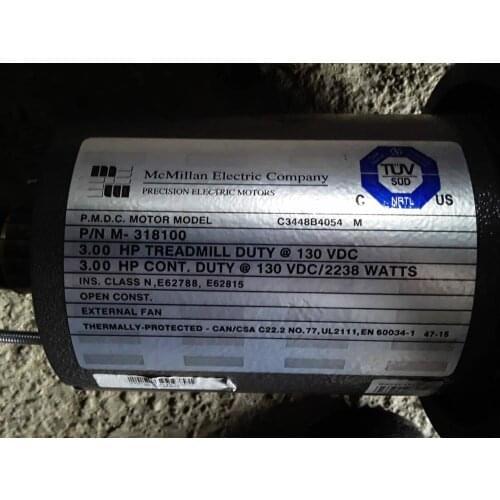 McMillan Electric Company
PRECISION ELECTRIC MOTORS
TÜV
SÜD
NRTL
C US
P.M.D.C. MOTOR MODEL C3448B4054 M
P/N M- 318100
3.00 HP TREADMILL DUTY @ 130 VDC
3.00 HP CONT. DUTY @ 130 VDC/2238 WATTS
INS. CLASS N,E62788, E62815
OPEN CONST.
EXTERNAL FAN
THERMALLY-PROTECTED - CAN/CSA C22.2 NO.77,UL2111,EN 60034-1 47-15